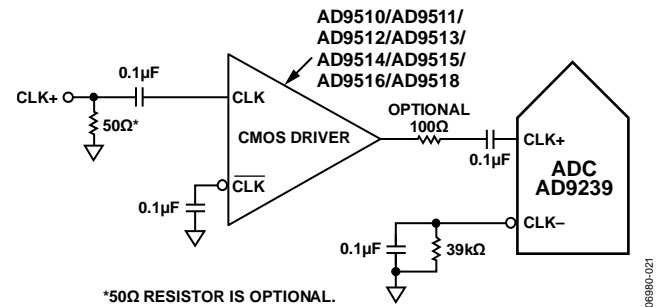 AD9510/AD9511/
AD9512/AD9513/
AD9514/AD9515/
AD9516/AD9518
0.1µF
CLK+
50Ω*
CLK
CMOS DRIVER
CLK
0.1µF
OPTIONAL
100Ω
0.1µF
CLK+
ADC
AD9239
CLK–
0.1µF
39kΩ
*50Ω RESISTOR IS OPTIONAL.
06980-021